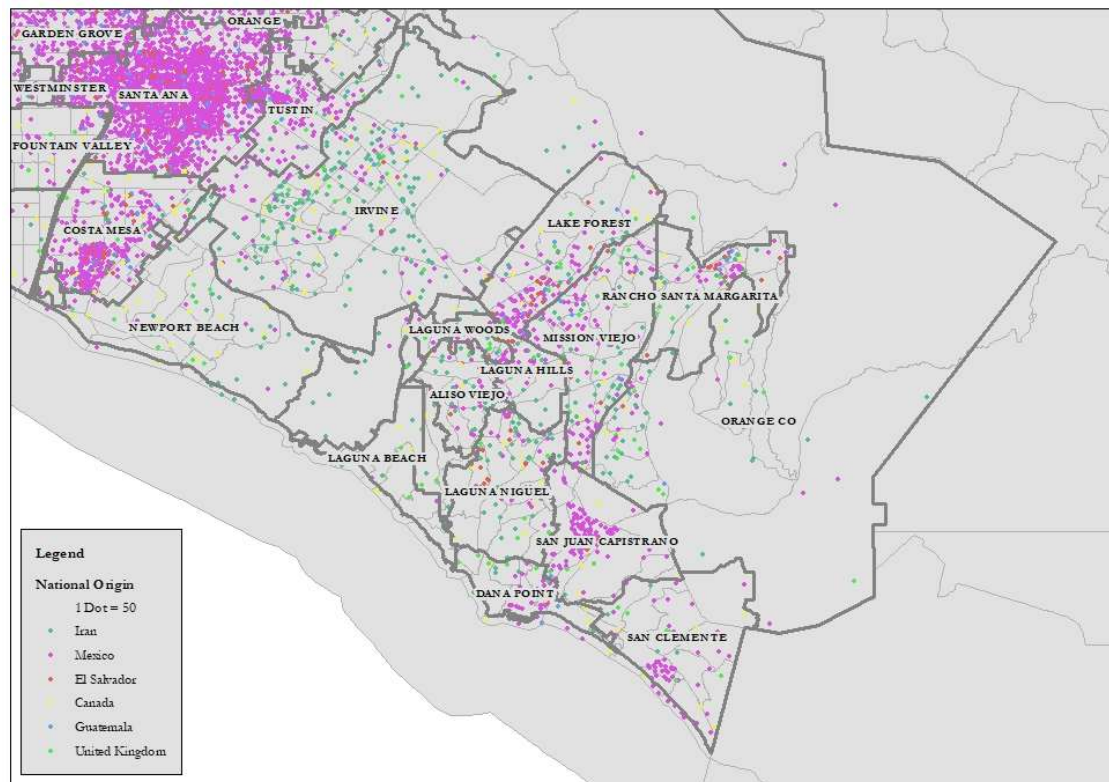 ORANGE
GARDEN GROVE
WESTMINSTER
SANTA ANA
TUSTIN
FOUNTAIN VALLEY
IRVINE
COSTA MESA
LAKE FOREST
RANCHO SANTA MARGARITA
NEWPORT BEACH
LAGUNA WOODS
MISSION VIEJO
LAGUNA HILLS
ALISO VIEJO
ORANGE CO
LAGUNA BEACH
LAGUNA NIGUEL
SAN JUAN CAPISTRANO
DANA POINT
SAN CLEMENTE
Legend
National Origin
1 Dot = 50
Iran
Mexico
El Salvador
Canada
Guatemala
United Kingdom